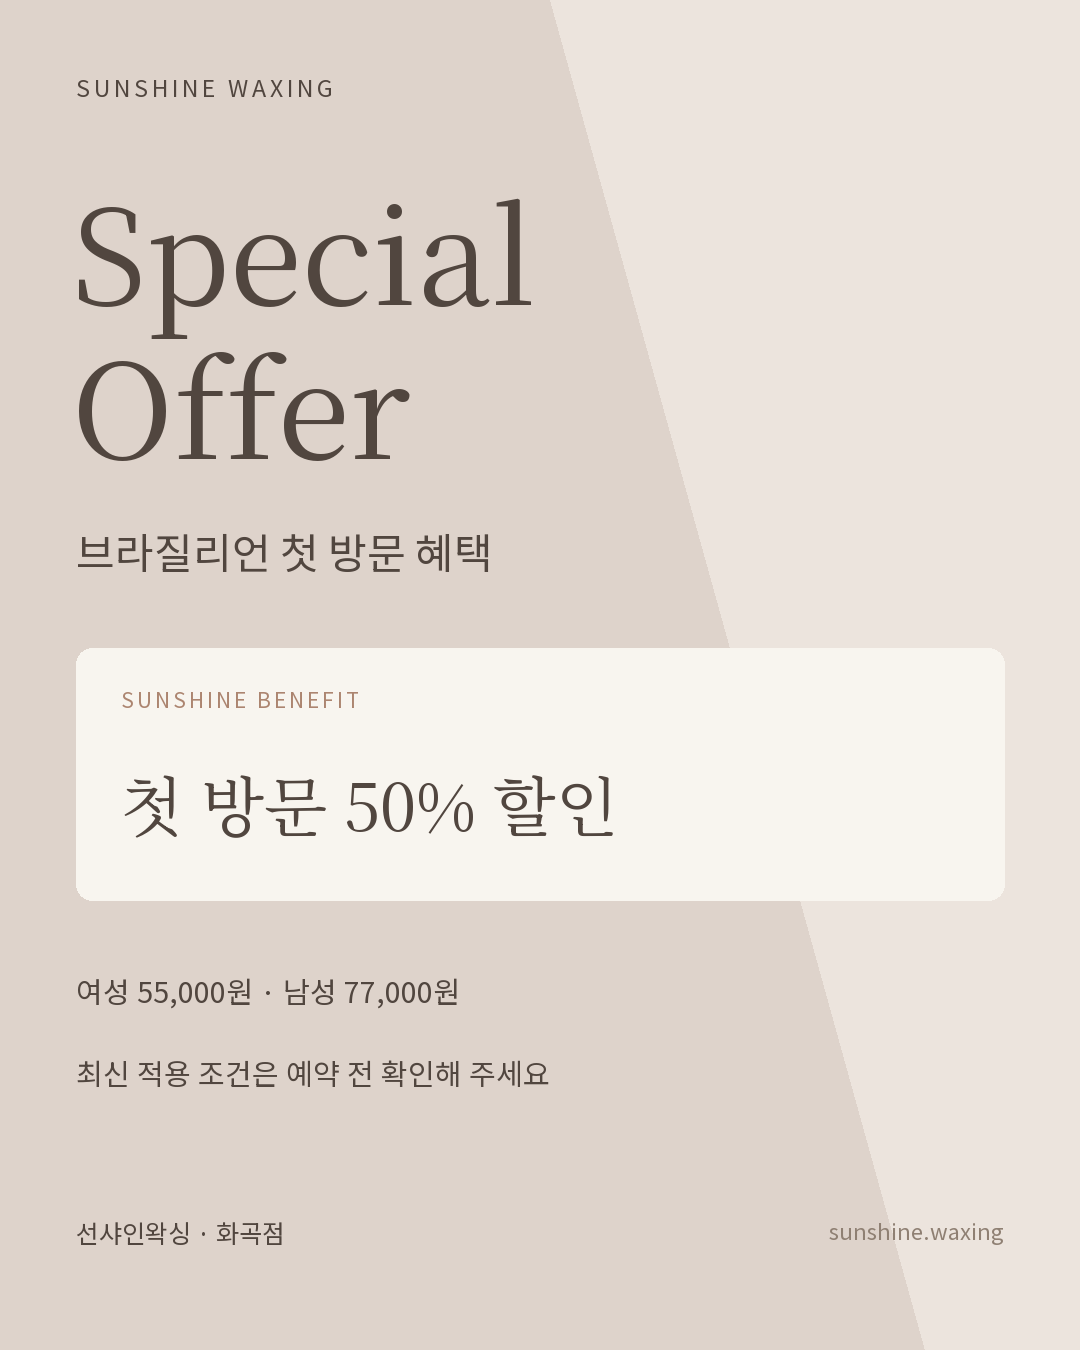 SUNSHINE WAXING
Special
Offer
브라질리언 첫 방문 혜택
SUNSHINE BENEFIT
첫 방문 50% 할인
여성 55,000원 · 남성 77,000원
최신 적용 조건은 예약 전 확인해 주세요
선샤인왁싱 · 화곡점
sunshine.waxing